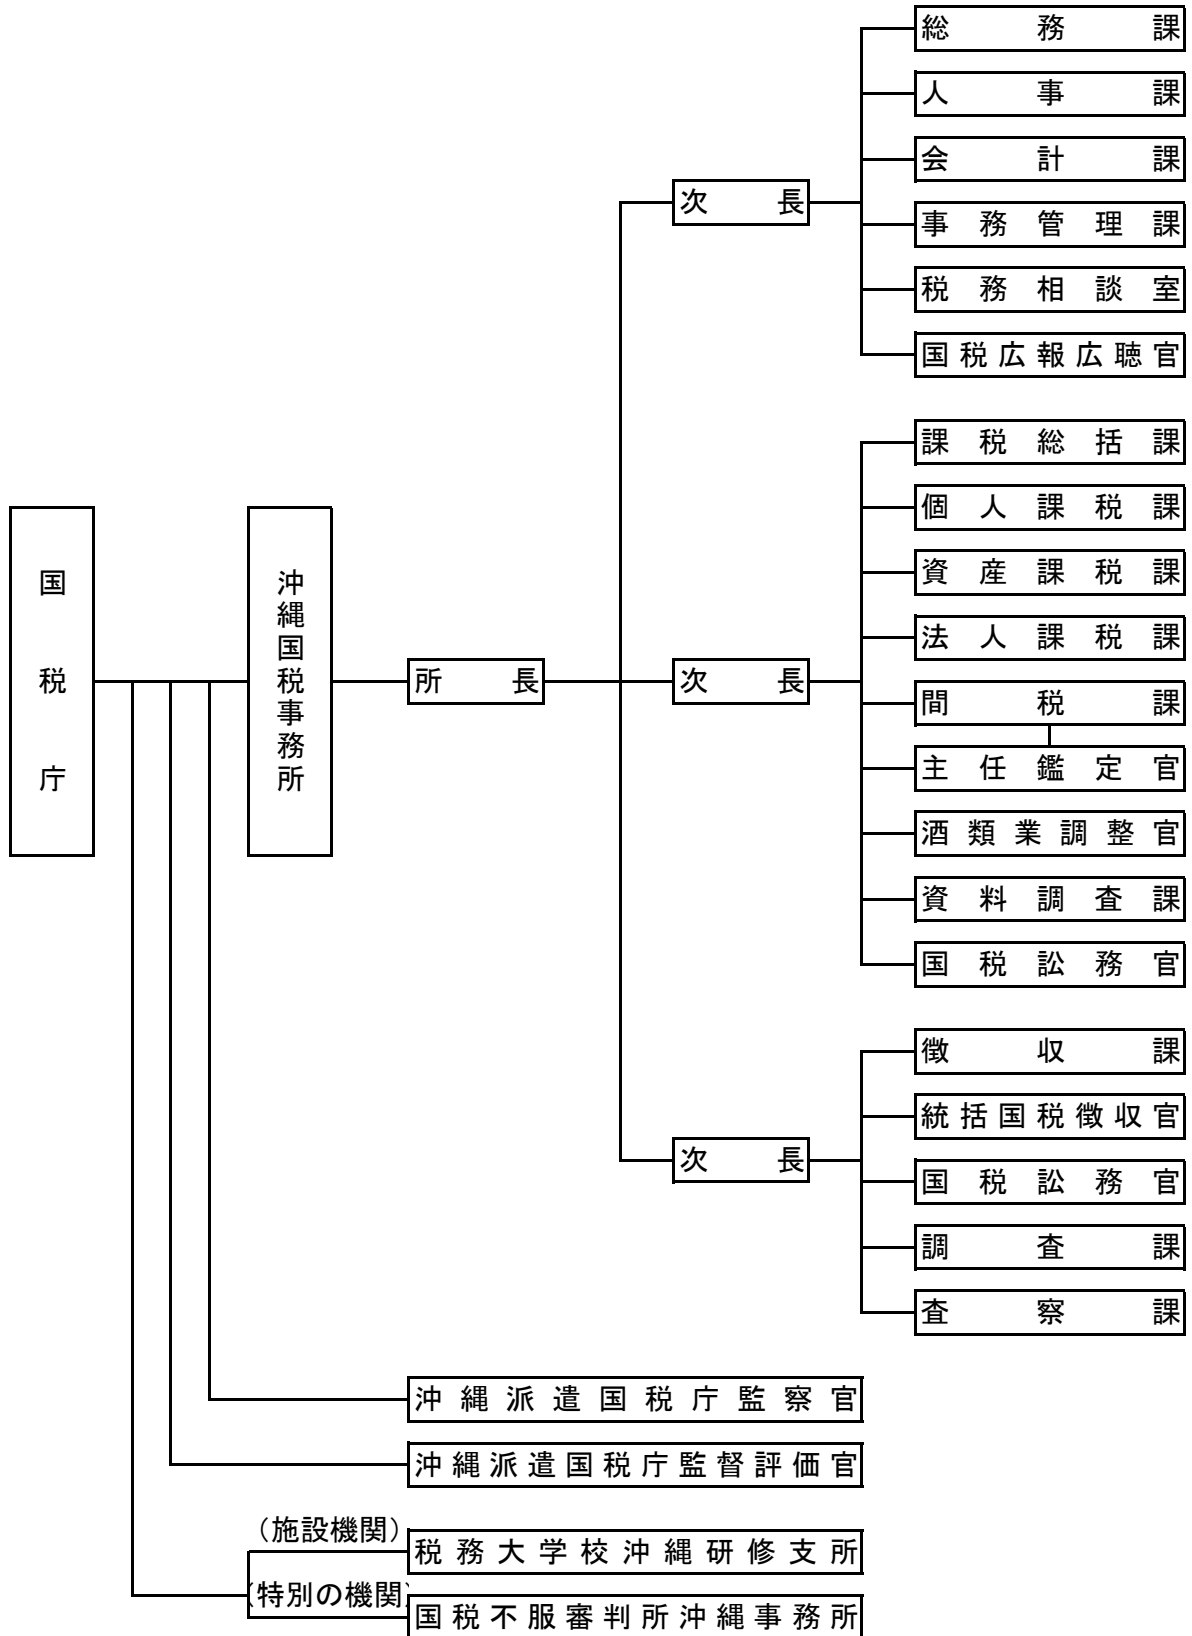 総務課
人事課
会計課
次長
事務管理課
税務相談室
国税広報広聴官
課税総括課
個人課税課
資産課税課
法人課税課
国税庁
沖縄国税事務所
所長
次長
間税課
主任鑑定官
酒類業調整官
資料調査課
国税訟務官
徴収課
統括国税徴収官
次長
国税訟務官
調査課
査察課
沖縄派遣国税庁監察官
沖縄派遣国税庁監督評価官
（施設機関）
税務大学校沖縄研修支所
（特別の機関）
国税不服審判所沖縄事務所